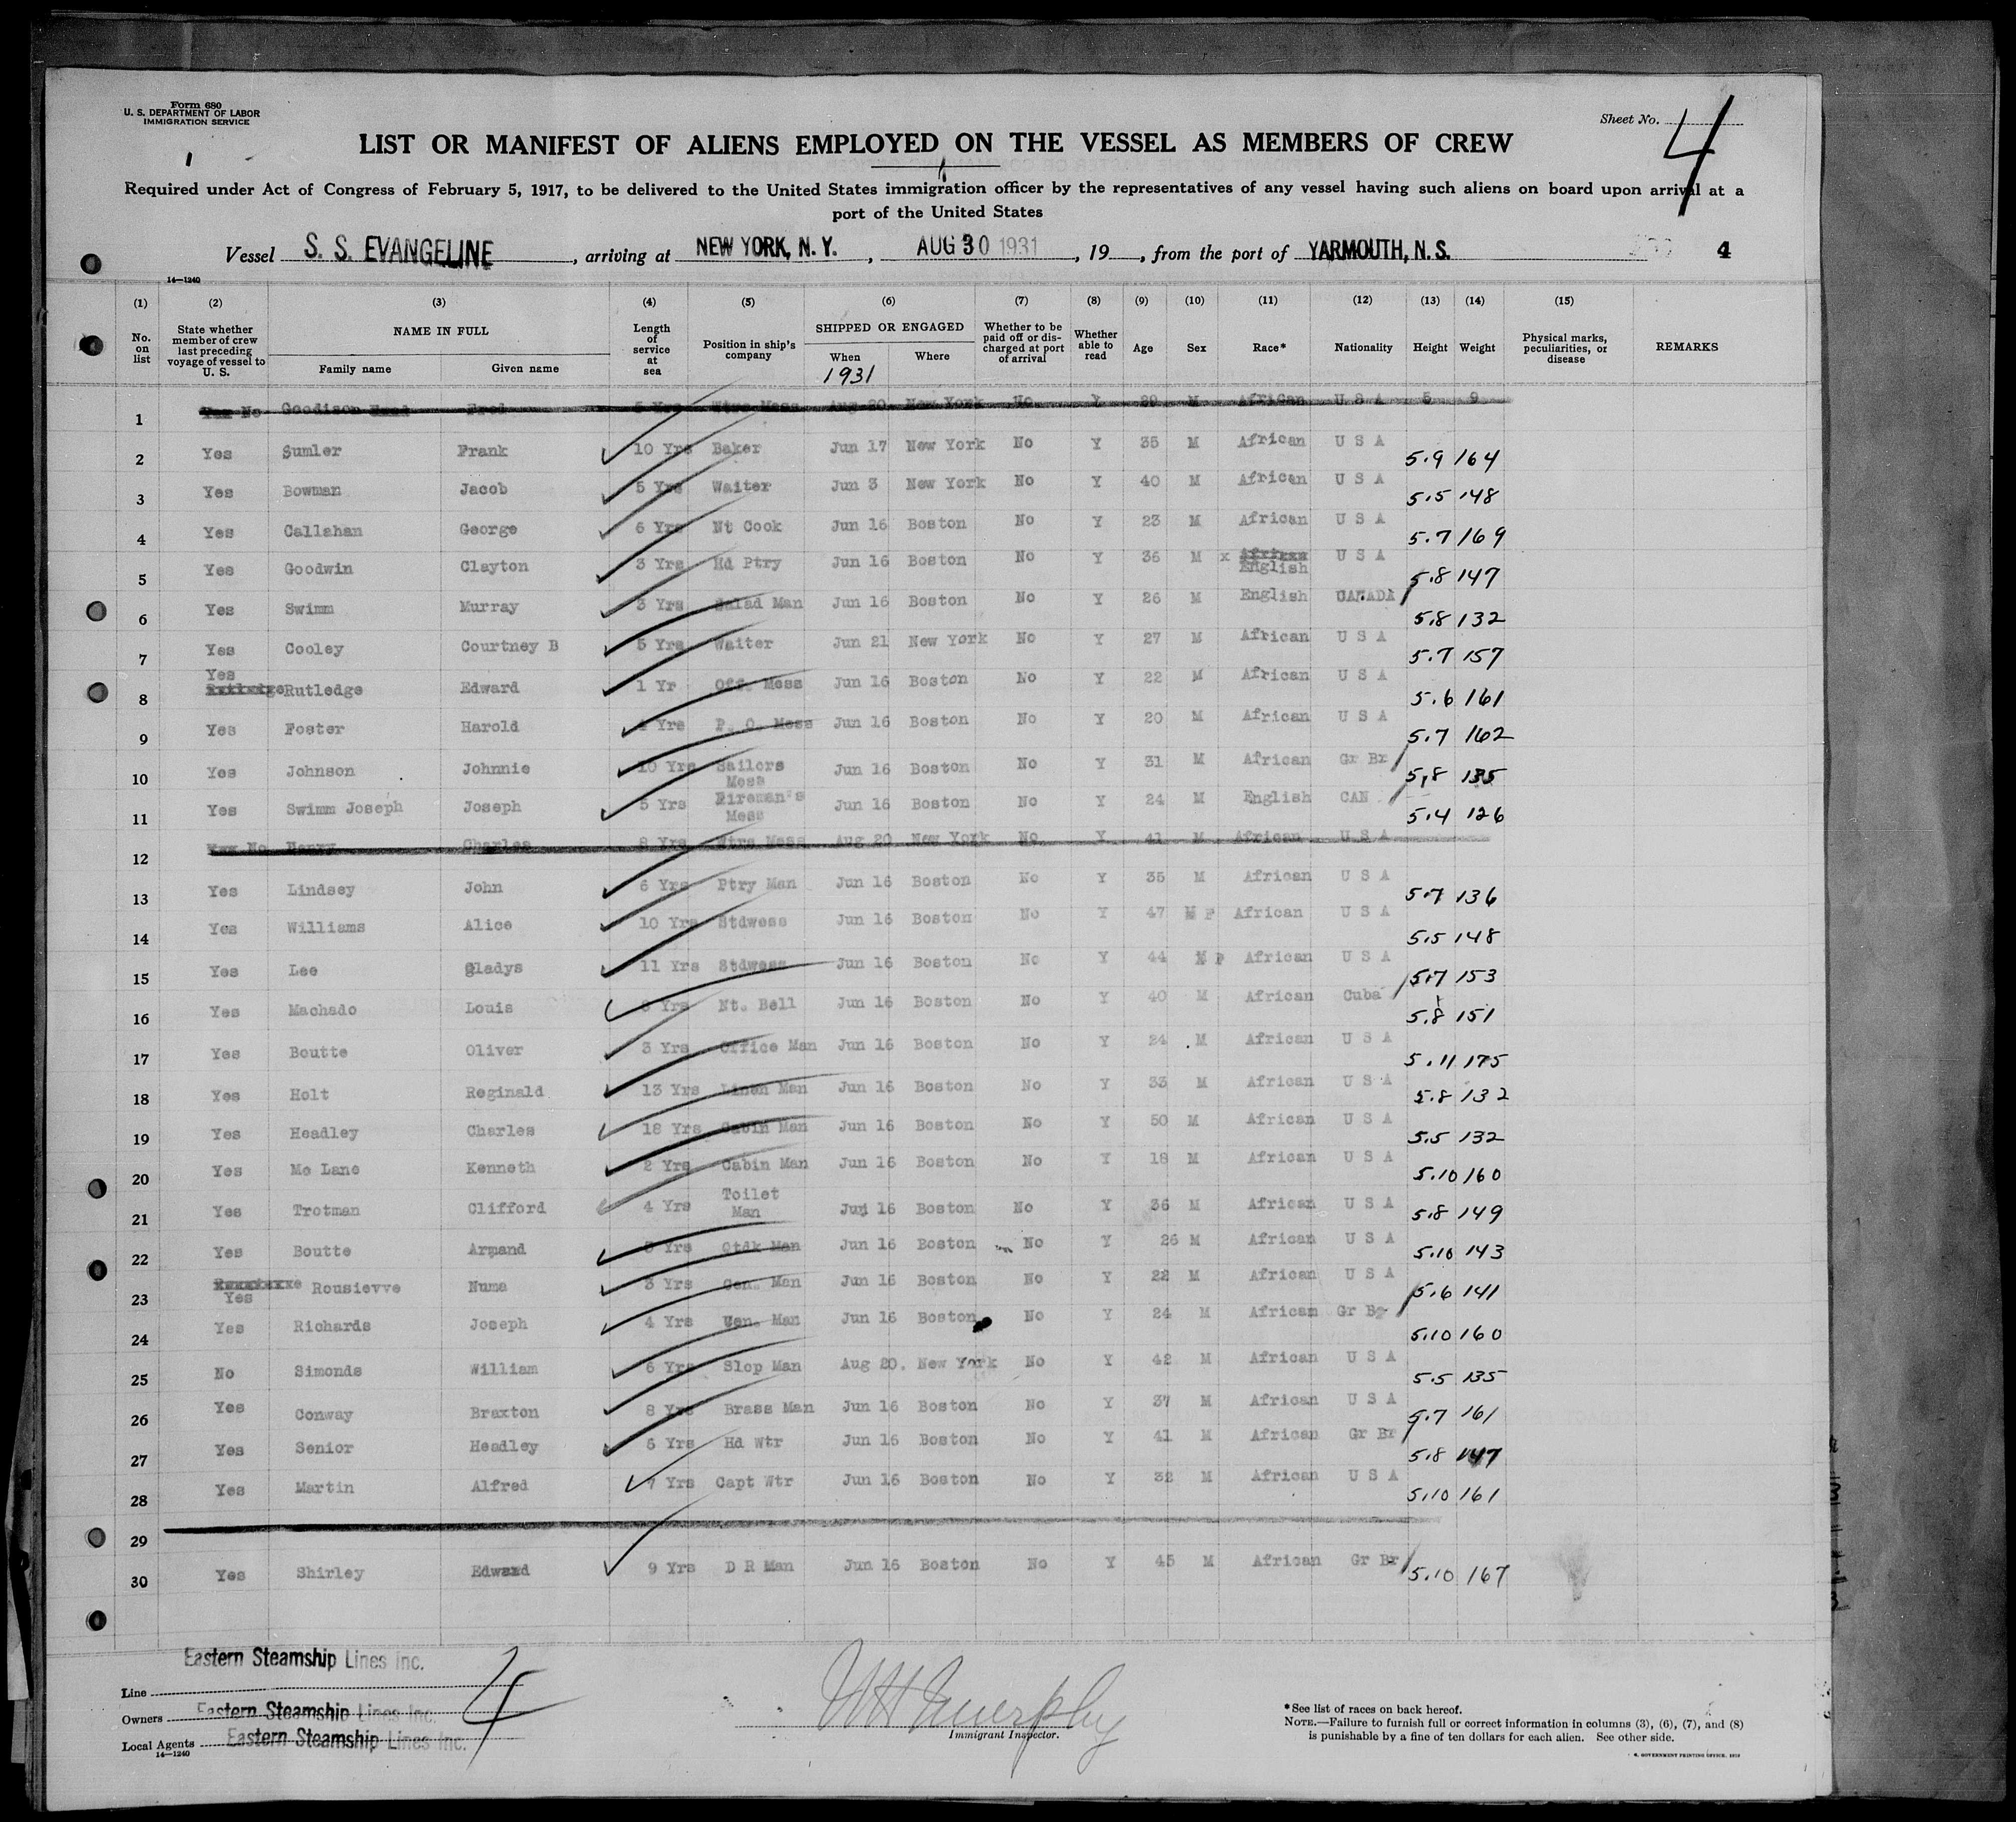 Form 680
U. S. DEPARTMENT OF LABOR
IMMIGRATION SERVICE
Sheet No. 4
LIST OR MANIFEST OF ALIENS EMPLOYED ON THE VESSEL AS MEMBERS OF CREW
Required under Act of Congress of February 5, 1917, to be delivered to the United States immigration officer by the representatives of any vessel having such aliens on board upon arrival at a
port of the United States
Vessel S. S. EVANGELINE, arriving at NEW YORK, N. Y., AUG 30 1931, 19, from the port of YARMOUTH, N. S. 4
14—1240
(1) (2) (3) (4) (5) (6) (7) (8) (9) (10) (11) (12) (13) (14) (15)
No. on list State whether member of crew last preceding voyage of vessel to U. S. NAME IN FULL Family name Given name Length of service at sea Position in ship's company SHIPPED OR ENGAGED When 1931 Where Whether to be paid off or discharged at port of arrival Whether able to read Age Sex Race* Nationality Height Weight Physical marks, peculiarities, or disease REMARKS
1 No Goodison Fred 5 Yrs Wtrs Mess Aug 20 New York No Y 29 M African U S A 5 9
2 Yes Sumler Frank 10 Yrs Baker Jun 17 New York No Y 35 M African U S A 5.9 164
3 Yes Bowman Jacob 5 Yrs Waiter Jun 3 New York No Y 40 M African U S A 5.5 148
4 Yes Callahan George 6 Yrs Nt Cook Jun 16 Boston No Y 23 M African U S A 5.7 169
5 Yes Goodwin Clayton 3 Yrs Hd Ptry Jun 16 Boston No Y 36 M x English U S A 5.8 147
6 Yes Swimm Murray 3 Yrs Salad Man Jun 16 Boston No Y 26 M English CANADA 5.8 132
7 Yes Cooley Courtney B 5 Yrs Waiter Jun 21 New York No Y 27 M African U S A 5.7 157
8 Yes Rutledge Edward 1 Yr Off. Mess Jun 16 Boston No Y 22 M African U S A 5.6 161
9 Yes Foster Harold Yrs P. O. Mess Jun 16 Boston No Y 20 M African U S A 5.7 162
10 Yes Johnson Johnnie 10 Yrs Sailors Mess Jun 16 Boston No Y 31 M African Gr Br 5.8 135
11 Yes Swimm Joseph Joseph 5 Yrs Fireman's Mess Jun 16 Boston No Y 24 M English CAN 5.4 126
12 No Henry Charles 8 Yrs Wtrs Mess Aug 20 New York No Y 41 M African U S A
13 Yes Lindsey John 6 Yrs Ptry Man Jun 16 Boston No Y 35 M African U S A 5.7 136
14 Yes Williams Alice 10 Yrs Stdwess Jun 16 Boston No Y 47 M F African U S A 5.5 148
15 Yes Lee Gladys 11 Yrs Stdwess Jun 16 Boston No Y 44 M F African U S A 5.7 153
16 Yes Machado Louis Yrs Nt. Bell Jun 16 Boston No Y 40 M African Cuba 5.8 151
17 Yes Boutte Oliver 3 Yrs Office Man Jun 16 Boston No Y 24 M African U S A 5.11 175
18 Yes Holt Reginald 13 Yrs Linen Man Jun 16 Boston No Y 33 M African U S A 5.8 132
19 Yes Headley Charles 18 Yrs Cabin Man Jun 16 Boston No Y 50 M African U S A 5.5 132
20 Yes Mc Lane Kenneth 2 Yrs Cabin Man Jun 16 Boston No Y 18 M African U S A 5.10 160
21 Yes Trotman Clifford 4 Yrs Toilet Man Jun 16 Boston No Y 36 M African U S A 5.8 149
22 Yes Boutte Armand Yrs Qtdk Man Jun 16 Boston No Y 26 M African U S A 5.10 143
23 Yes Rousievve Numa 3 Yrs Gen. Man Jun 16 Boston No Y 22 M African U S A 5.6 141
24 Yes Richards Joseph 4 Yrs Gen. Man Jun 16 Boston No Y 24 M African Gr Br 5.10 160
25 No Simonds William 6 Yrs Slop Man Aug 20. New York No Y 42 M African U S A 5.5 135
26 Yes Conway Braxton 8 Yrs Brass Man Jun 16 Boston No Y 37 M African U S A 5.7 161
27 Yes Senior Headley 5 Yrs Hd Wtr Jun 16 Boston No Y 41 M African Gr Br 5.8 147
28 Yes Martin Alfred 7 Yrs Capt Wtr Jun 16 Boston No Y 32 M African U S A 5.10 161
29
30 Yes Shirley Edward 9 Yrs D R Man Jun 16 Boston No Y 45 M African Gr Br 5.10 167
Line Eastern Steamship Lines Inc.
Owners Eastern Steamship Lines Inc.
Local Agents Eastern Steamship Lines Inc.
14—1240
4
W H Murphy
Immigrant Inspector.
*See list of races on back hereof.
NOTE.—Failure to furnish full or correct information in columns (3), (6), (7), and (8)
is punishable by a fine of ten dollars for each alien. See other side.